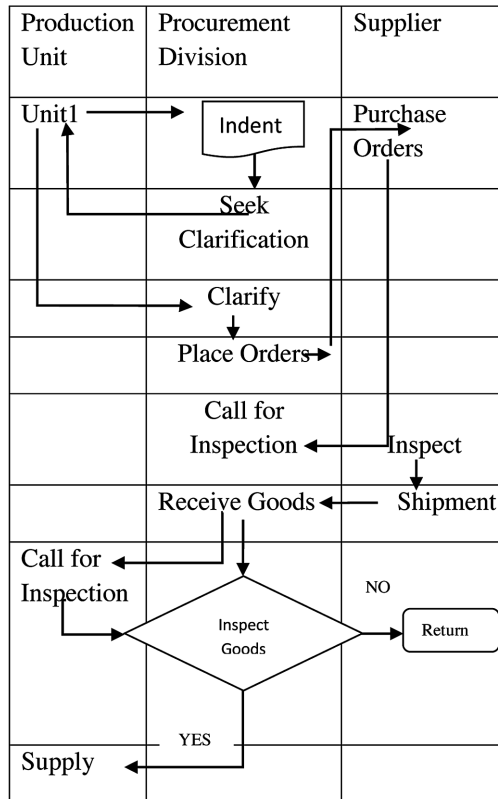 Production
Unit
Procurement
Division
Supplier
Unit1
Indent
Purchase
Orders
Seek
Clarification
Clarify
Place Orders
Call for
Inspection
Inspect
Receive Goods
Shipment
Call for
Inspection
Inspect
Goods
NO
Return
YES
Supply